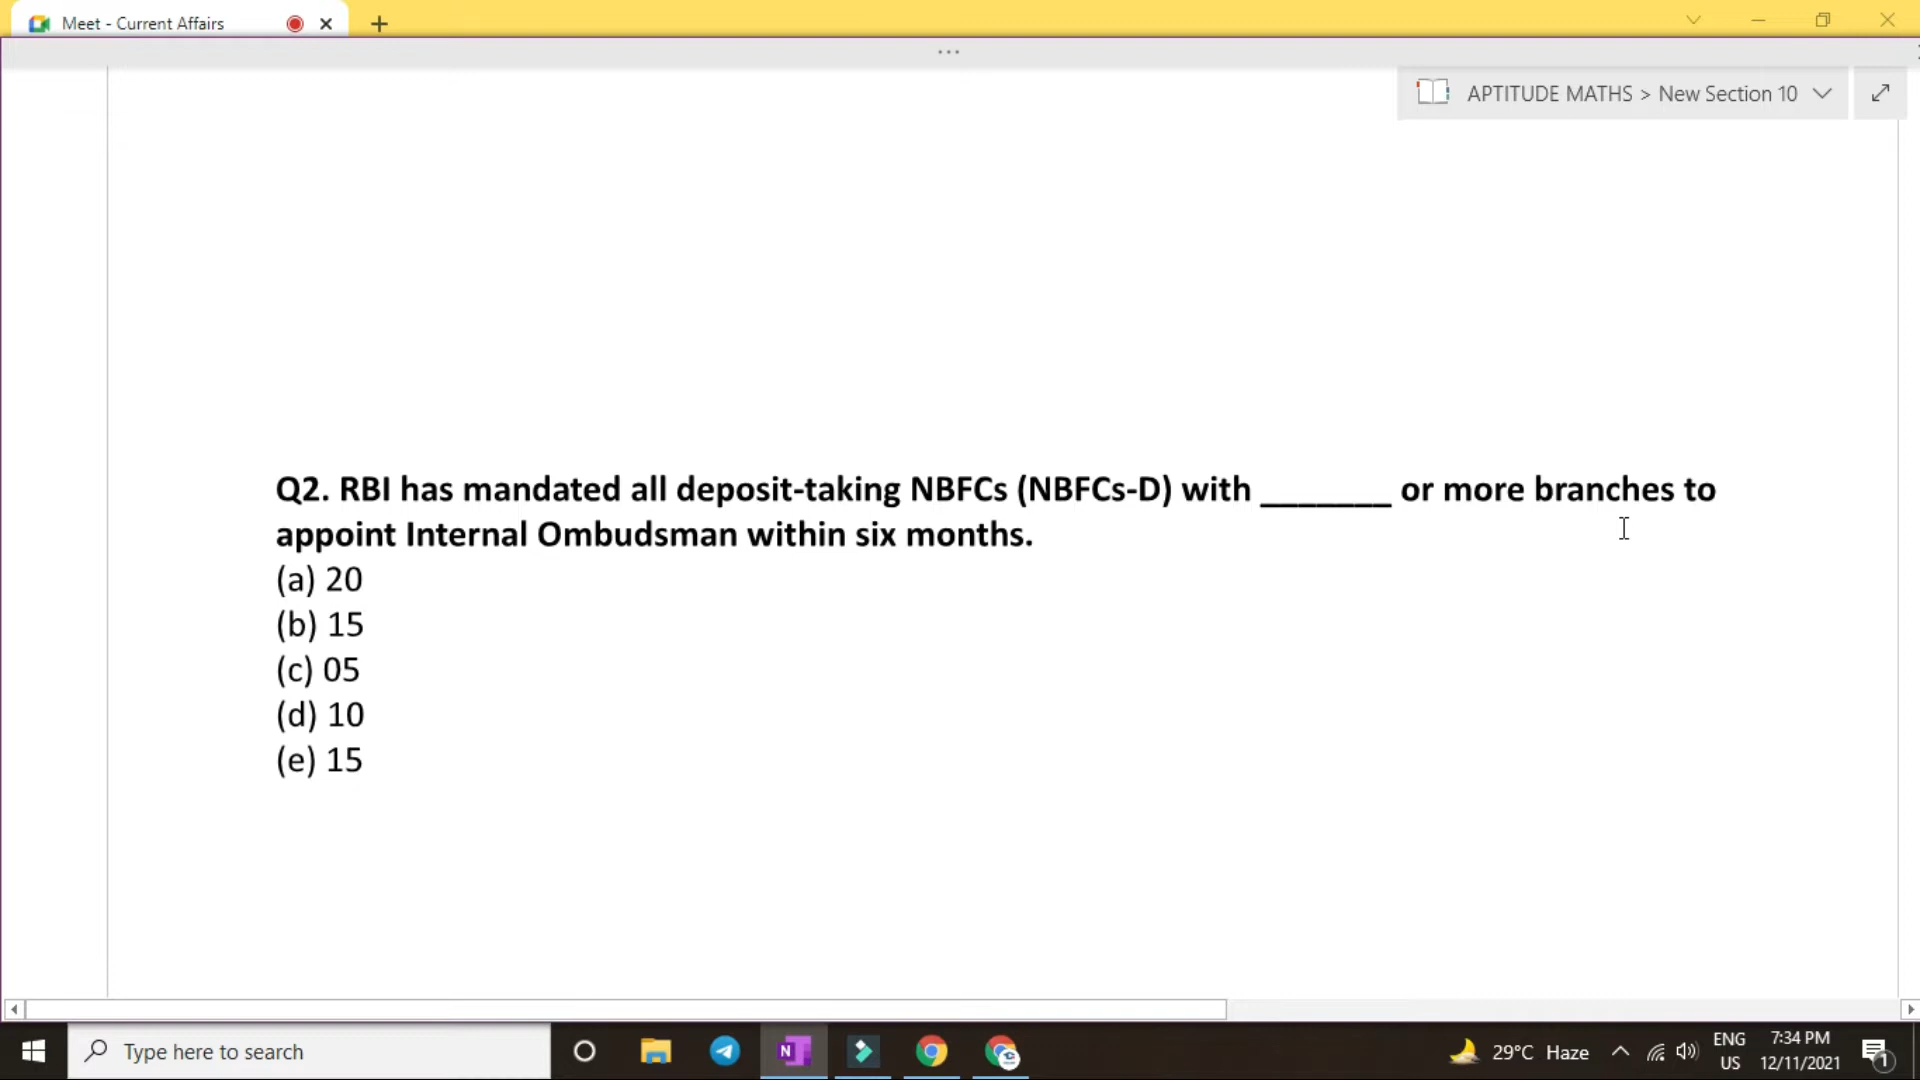 Meet - Current Affairs
APTITUDE MATHS > New Section 10
Q2. RBI has mandated all deposit-taking NBFCs (NBFCs-D) with _______ or more branches to
appoint Internal Ombudsman within six months.
(a) 20
(b) 15
(c) 05
(d) 10
(e) 15
Type here to search
N
29°C Haze
ENG
US
7:34 PM
12/11/2021
1